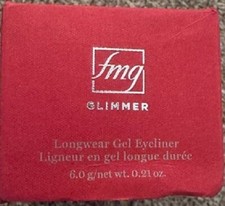 fmg
GLIMMER
Longwear Gel Eyeliner
Ligneur en gel longue durée
6.0 g/net wt. 0.21 oz.